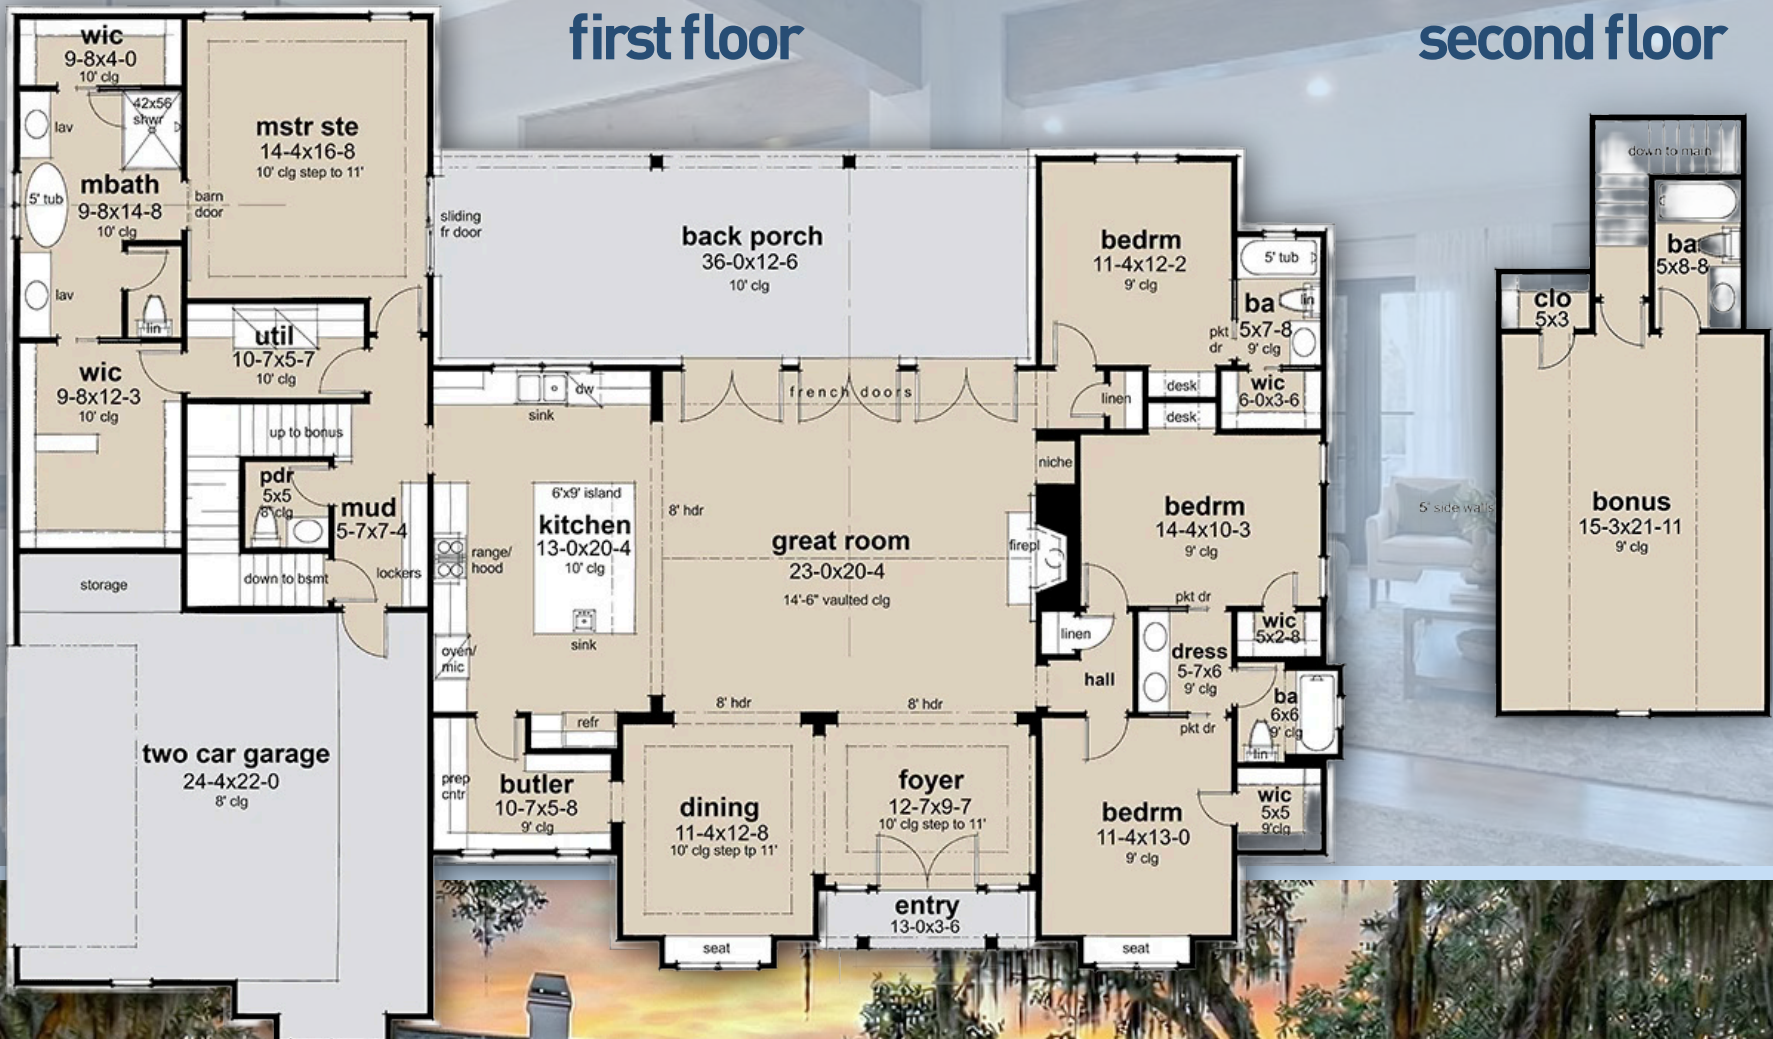 first floor
second floor
wic
9-8x4-0
10' clg
42x56
shwr
lav
mstr ste
14-4x16-8
10' clg step to 11'
mbath
9-8x14-8
10' clg
5' tub
barn
door
lav
lin
sliding
fr door
back porch
36-0x12-6
10' clg
bedrm
11-4x12-2
9' clg
5' tub
ba
5x7-8
9' clg
lin
pkt
dr
util
10-7x5-7
10' clg
wic
9-8x12-3
10' clg
up to bonus
pdr
5x5
8' clg
mud
5-7x7-4
lockers
down to bsmt
storage
two car garage
24-4x22-0
8' clg
sink
dw
french doors
linen
desk
desk
wic
6-0x3-6
niche
6'x9' island
kitchen
13-0x20-4
10' clg
range/
hood
sink
oven/
mic
8' hdr
great room
23-0x20-4
14'-6" vaulted clg
firepl
bedrm
14-4x10-3
9' clg
pkt dr
wic
5x2-8
linen
hall
dress
5-7x6
9' clg
ba
6x6
9' clg
lin
pkt dr
8' hdr
8' hdr
refr
prep
cntr
butler
10-7x5-8
9' clg
dining
11-4x12-8
10' clg step tp 11'
seat
foyer
12-7x9-7
10' clg step to 11'
entry
13-0x3-6
bedrm
11-4x13-0
9' clg
seat
wic
5x5
9'clg
down to main
ba
5x8-8
clo
5x3
5' side walls
bonus
15-3x21-11
9' clg